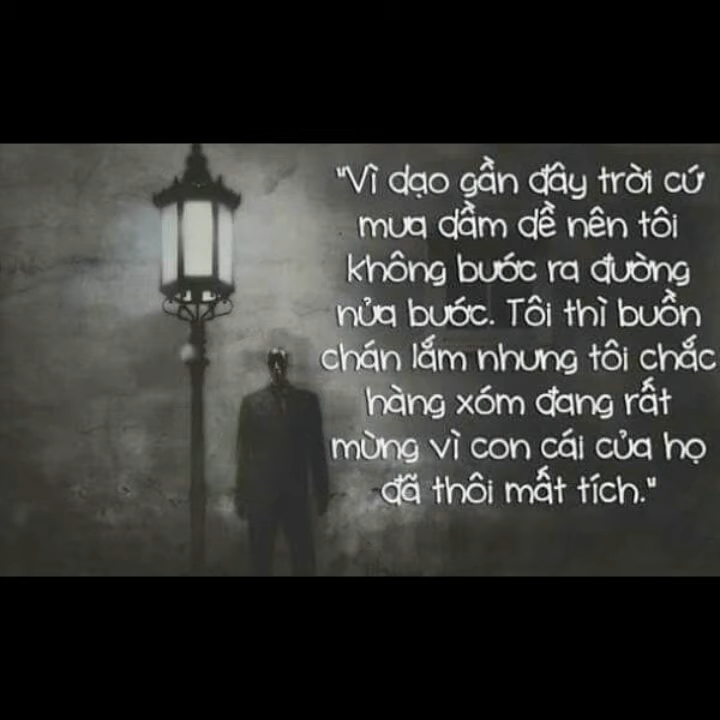 "Vì dạo gần đây trời cứ
mưa dầm dề nên tôi
không bước ra đường
nửa bước. Tôi thì buồn
chán lắm nhưng tôi chắc
hàng xóm đang rất
mừng vì con cái của họ
đã thôi mất tích."